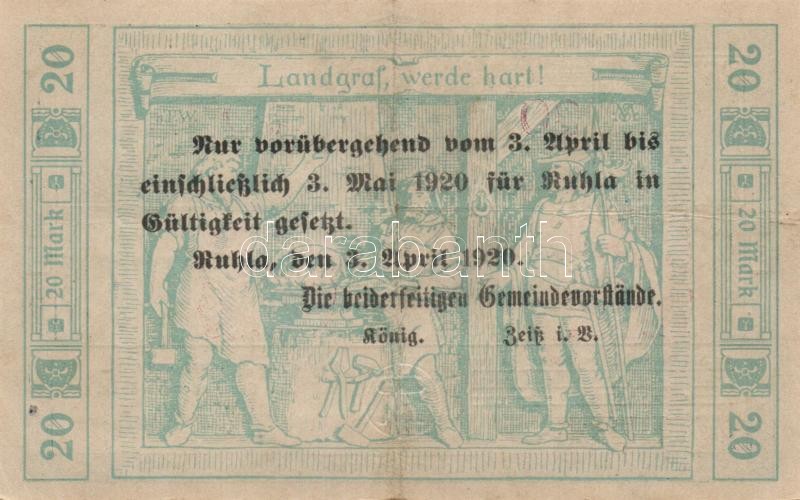 20
20
Landgraf, werde hart!
T.W.
Nur vorübergehend vom 3. April bis
einschließlich 3. Mai 1920 für Ruhla in
Gültigkeit gesetzt.
Ruhla, den 3. April 1920.
Die beiderseitigen Gemeindevorstände.
König. Zeiß i. V.
20 Mark
20 Mark
20
20
darabanth